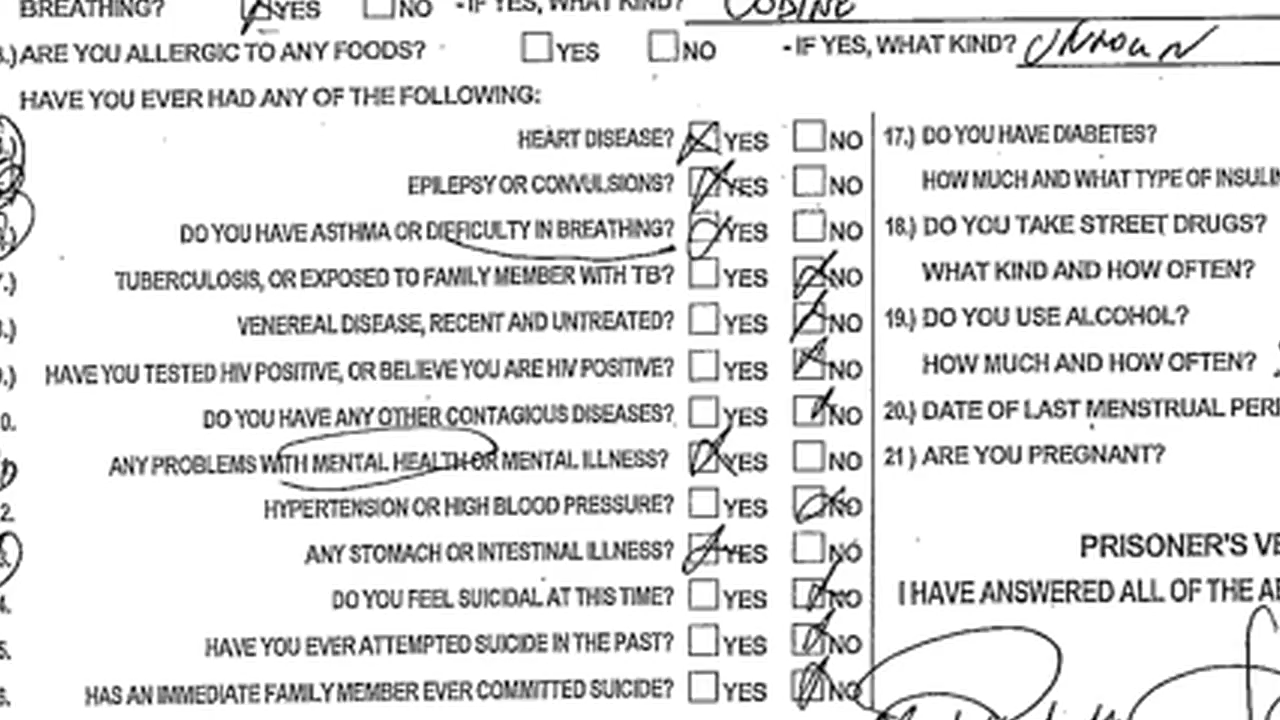 BREATHING? YES NO -IF YES, WHAT KIND? CODINE
.) ARE YOU ALLERGIC TO ANY FOODS? YES NO -IF YES, WHAT KIND? UNKOWN
HAVE YOU EVER HAD ANY OF THE FOLLOWING:
HEART DISEASE? YES NO
EPILEPSY OR CONVULSIONS? YES NO
DO YOU HAVE ASTHMA OR DIFFICULTY IN BREATHING? YES NO
.) TUBERCULOSIS, OR EXPOSED TO FAMILY MEMBER WITH TB? YES NO
.) VENEREAL DISEASE, RECENT AND UNTREATED? YES NO
.) HAVE YOU TESTED HIV POSITIVE, OR BELIEVE YOU ARE HIV POSITIVE? YES NO
0. DO YOU HAVE ANY OTHER CONTAGIOUS DISEASES? YES NO
ANY PROBLEMS WITH MENTAL HEALTH OR MENTAL ILLNESS? YES NO
2. HYPERTENSION OR HIGH BLOOD PRESSURE? YES NO
ANY STOMACH OR INTESTINAL ILLNESS? YES NO
4. DO YOU FEEL SUICIDAL AT THIS TIME? YES NO
5. HAVE YOU EVER ATTEMPTED SUICIDE IN THE PAST? YES NO
6. HAS AN IMMEDIATE FAMILY MEMBER EVER COMMITTED SUICIDE? YES NO
17.) DO YOU HAVE DIABETES?
HOW MUCH AND WHAT TYPE OF INSULIN
18.) DO YOU TAKE STREET DRUGS?
WHAT KIND AND HOW OFTEN?
19.) DO YOU USE ALCOHOL?
HOW MUCH AND HOW OFTEN?
20.) DATE OF LAST MENSTRUAL PERI
21) ARE YOU PREGNANT?
PRISONER'S VE
I HAVE ANSWERED ALL OF THE AB